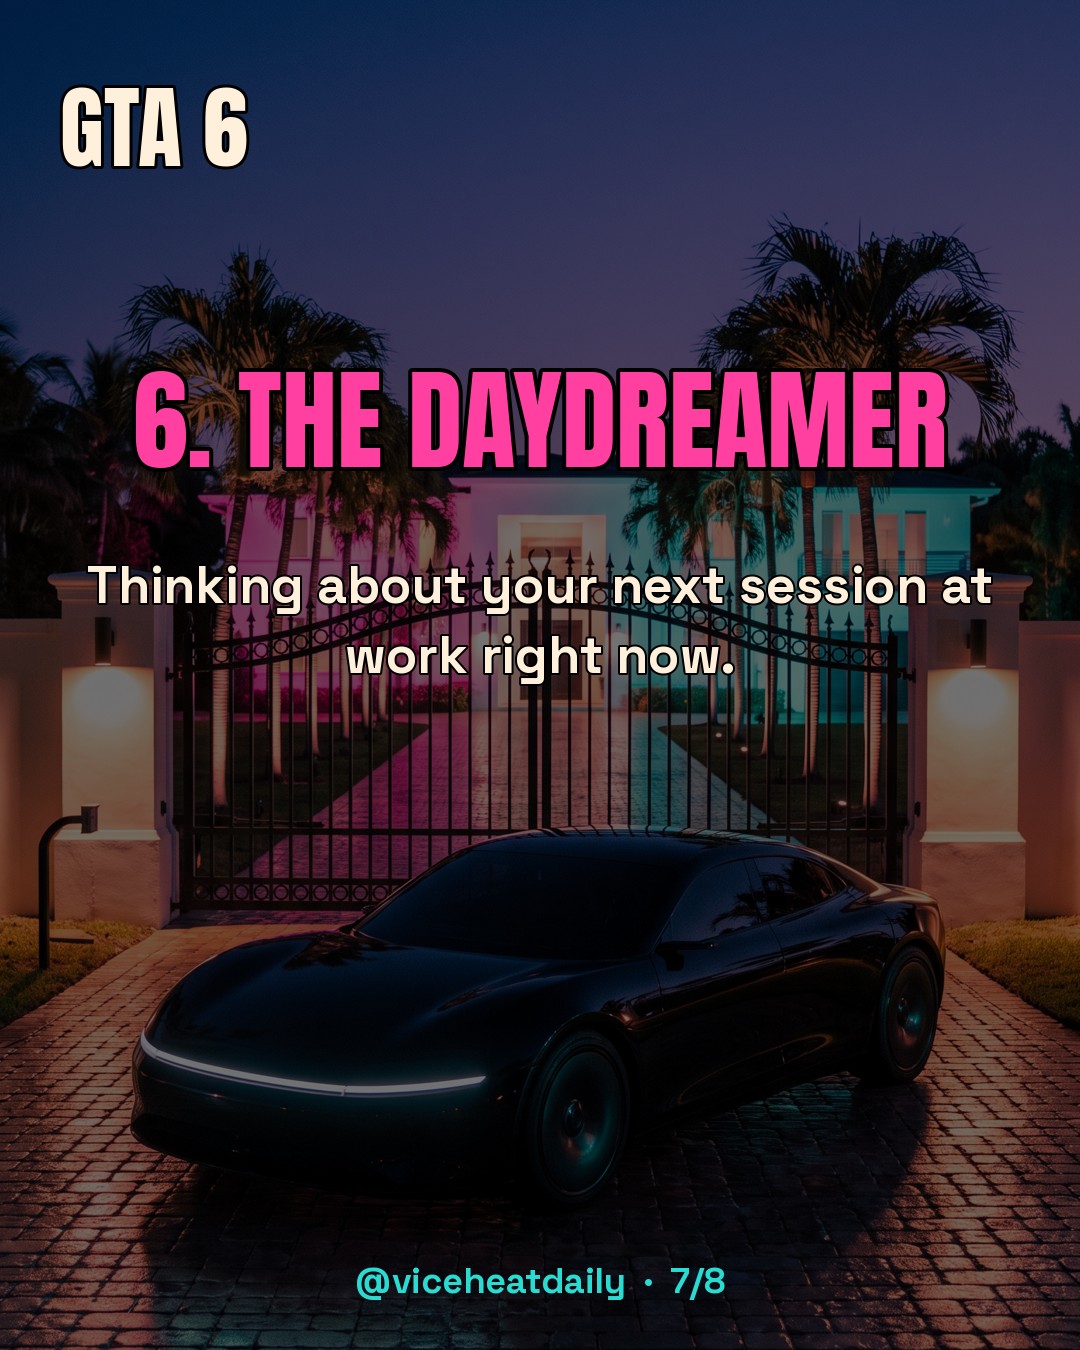 GTA 6
6. THE DAYDREAMER
Thinking about your next session at
work right now.
@viceheatdaily · 7/8